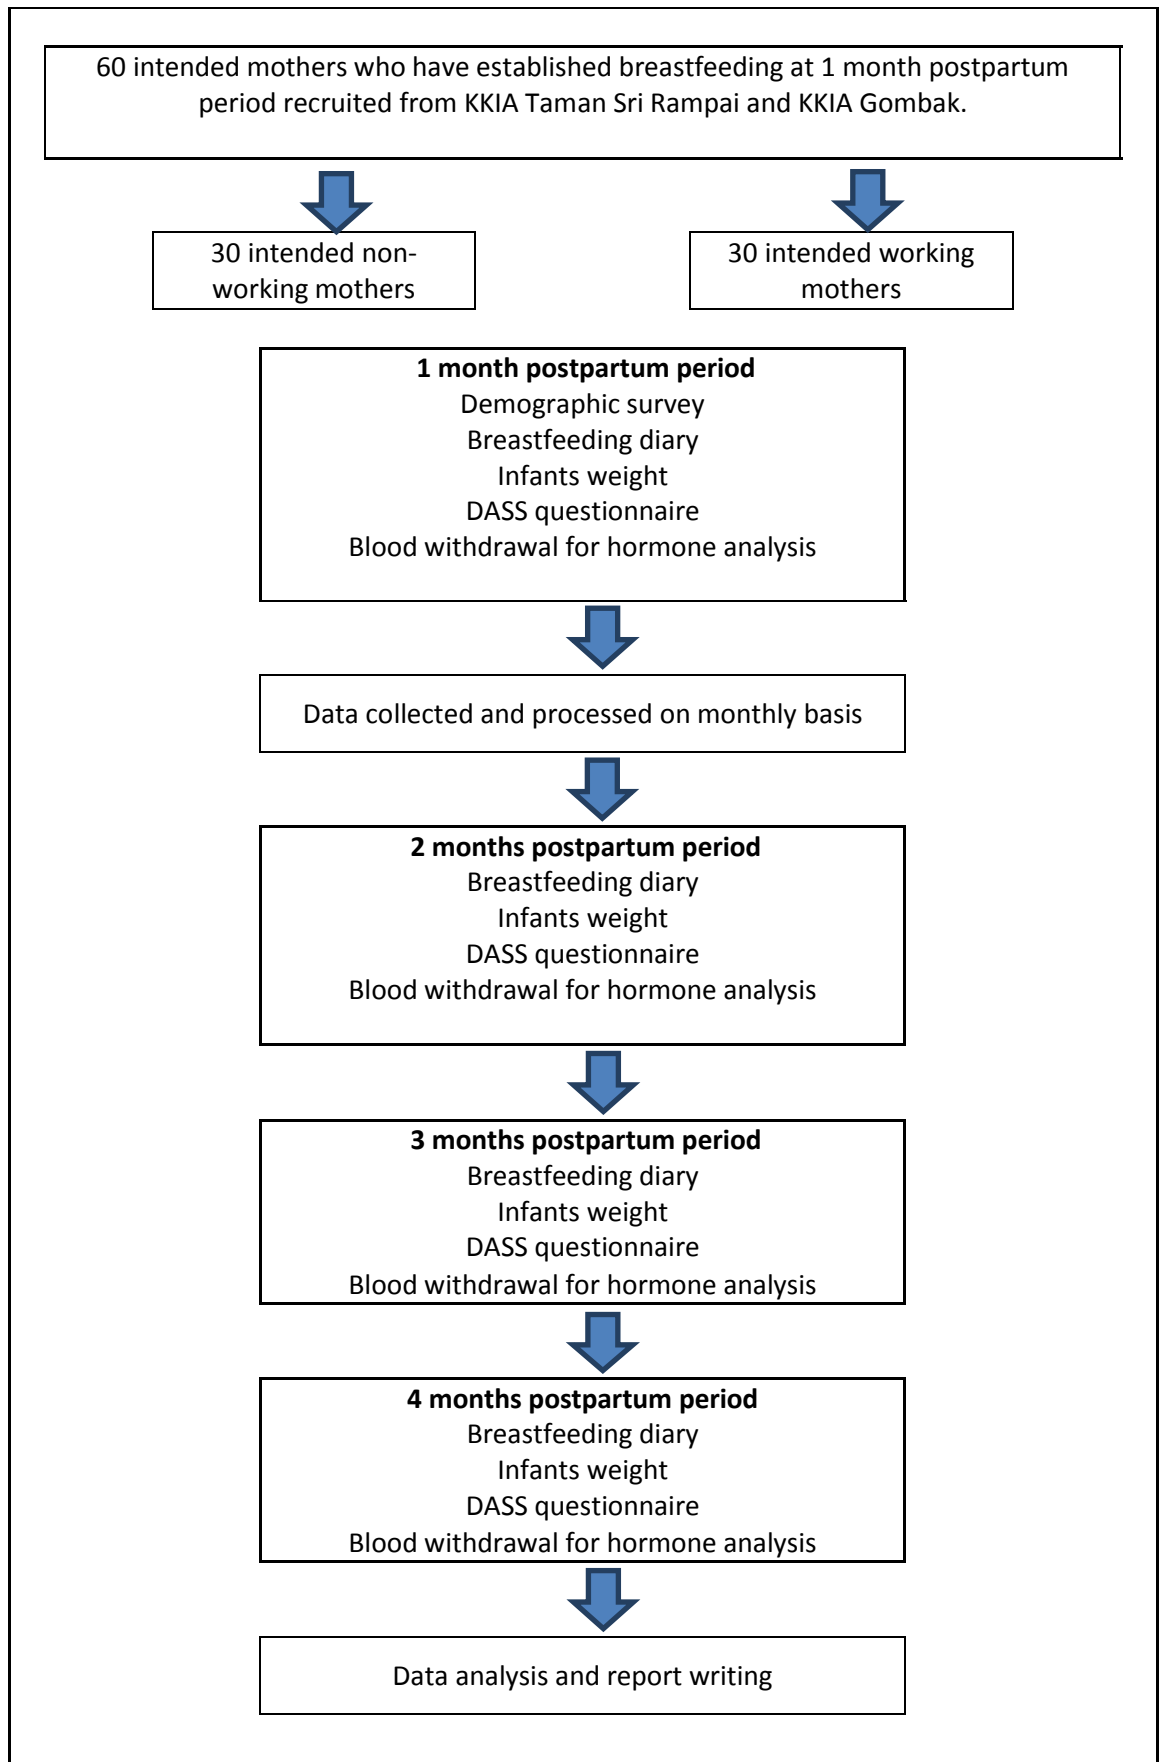 60 intended mothers who have established breastfeeding at 1 month postpartum
period recruited from KKIA Taman Sri Rampai and KKIA Gombak.
30 intended non-
working mothers
30 intended working
mothers
1 month postpartum period
Demographic survey
Breastfeeding diary
Infants weight
DASS questionnaire
Blood withdrawal for hormone analysis
Data collected and processed on monthly basis
2 months postpartum period
Breastfeeding diary
Infants weight
DASS questionnaire
Blood withdrawal for hormone analysis
3 months postpartum period
Breastfeeding diary
Infants weight
DASS questionnaire
Blood withdrawal for hormone analysis
4 months postpartum period
Breastfeeding diary
Infants weight
DASS questionnaire
Blood withdrawal for hormone analysis
Data analysis and report writing